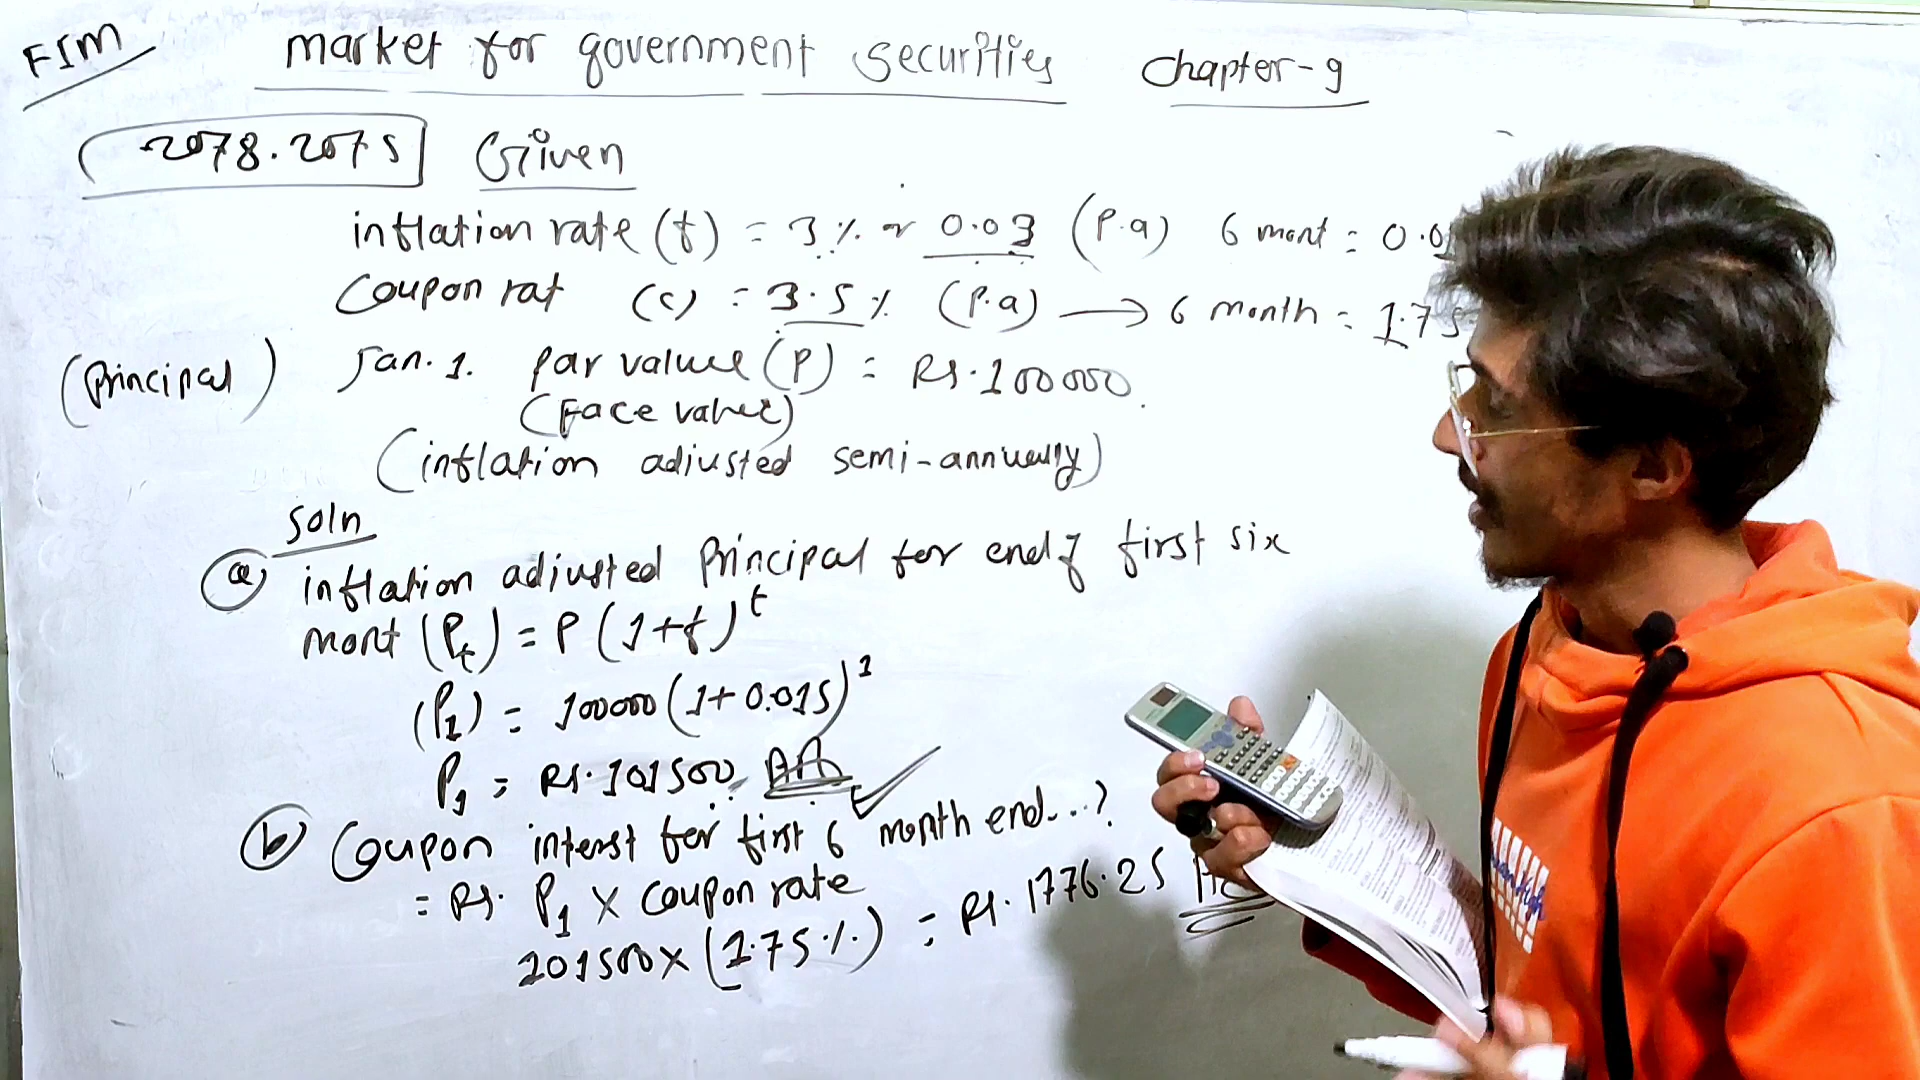 FIM
market for government securities chapter-9
2078.2075 Given
inflation rate (f) = 3% or 0.03 (P.a) 6 mont = 0.01
Coupon rat (c) = 3.5% (P.a) → 6 month = 1.75
(Principal) Jan. 1. par value (P) = Rs. 100000.
(Face value)
(inflation adjusted semi-annually)
Soln
(a) inflation adjusted Principal for end of first six
mont (Pt) = P (1+f)^t
(P1) = 100000 (1+0.015)^1
P1 = Rs. 101500
(b) Coupon interst for first 6 month end...?
= Rs. P1 × coupon rate
101500 × (1.75%) = Rs. 1776.25